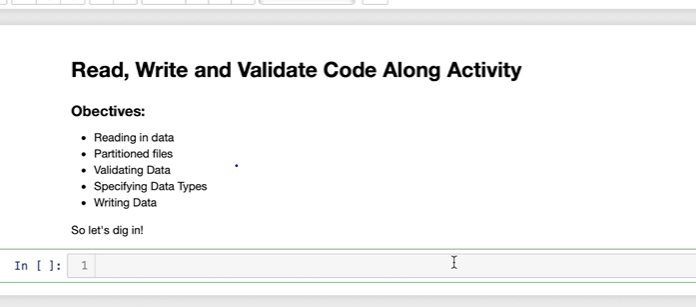 Read, Write and Validate Code Along Activity
Obectives:
Reading in data
Partitioned files
Validating Data
Specifying Data Types
Writing Data
So let's dig in!
In [ ]: 1